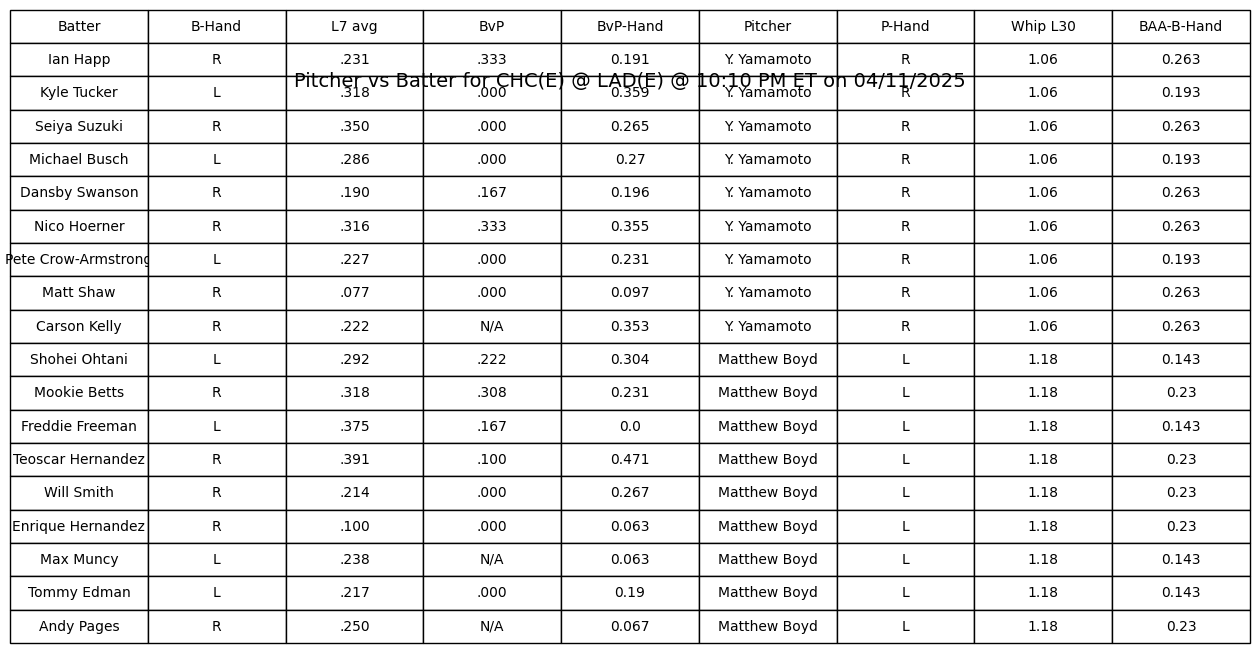 Batter B-Hand L7 avg BvP BvP-Hand Pitcher P-Hand Whip L30 BAA-B-Hand
Ian Happ R .231 .333 0.191 Y. Yamamoto R 1.06 0.263
Pitcher vs Batter for CHC(E) @ LAD(E) @ 10:10 PM ET on 04/11/2025
Kyle Tucker L .318 .000 0.359 Y. Yamamoto R 1.06 0.193
Seiya Suzuki R .350 .000 0.265 Y. Yamamoto R 1.06 0.263
Michael Busch L .286 .000 0.27 Y. Yamamoto R 1.06 0.193
Dansby Swanson R .190 .167 0.196 Y. Yamamoto R 1.06 0.263
Nico Hoerner R .316 .333 0.355 Y. Yamamoto R 1.06 0.263
Pete Crow-Armstrong L .227 .000 0.231 Y. Yamamoto R 1.06 0.193
Matt Shaw R .077 .000 0.097 Y. Yamamoto R 1.06 0.263
Carson Kelly R .222 N/A 0.353 Y. Yamamoto R 1.06 0.263
Shohei Ohtani L .292 .222 0.304 Matthew Boyd L 1.18 0.143
Mookie Betts R .318 .308 0.231 Matthew Boyd L 1.18 0.23
Freddie Freeman L .375 .167 0.0 Matthew Boyd L 1.18 0.143
Teoscar Hernandez R .391 .100 0.471 Matthew Boyd L 1.18 0.23
Will Smith R .214 .000 0.267 Matthew Boyd L 1.18 0.23
Enrique Hernandez R .100 .000 0.063 Matthew Boyd L 1.18 0.23
Max Muncy L .238 N/A 0.063 Matthew Boyd L 1.18 0.143
Tommy Edman L .217 .000 0.19 Matthew Boyd L 1.18 0.143
Andy Pages R .250 N/A 0.067 Matthew Boyd L 1.18 0.23